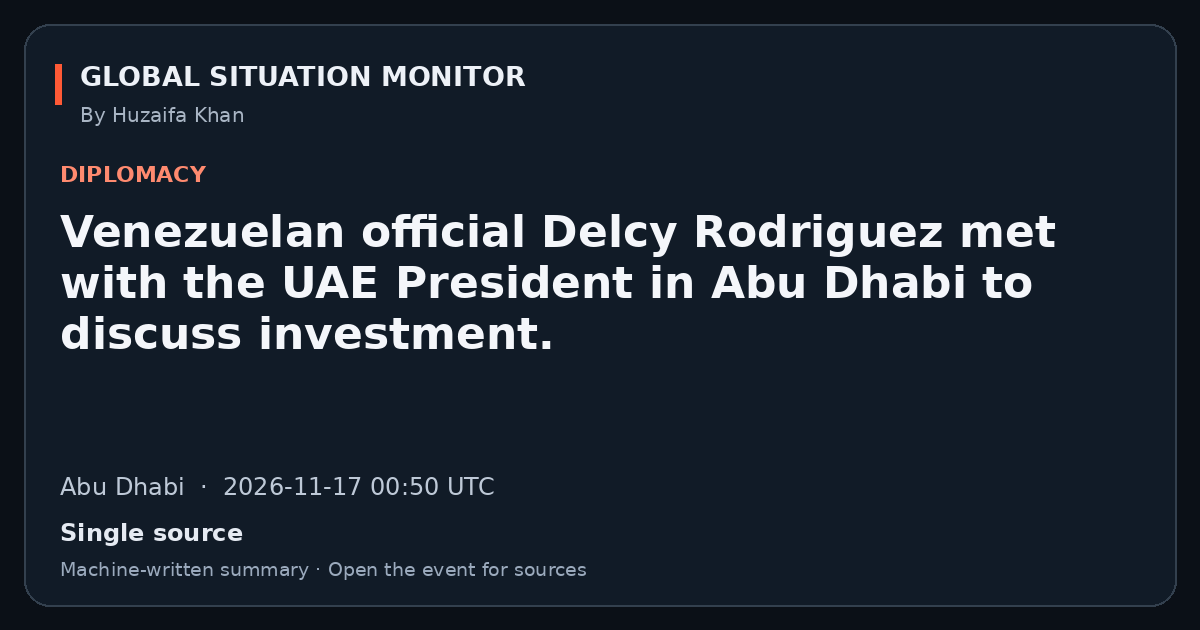 GLOBAL SITUATION MONITOR
By Huzaifa Khan
DIPLOMACY
Venezuelan official Delcy Rodriguez met
with the UAE President in Abu Dhabi to
discuss investment.
Abu Dhabi · 2026-11-17 00:50 UTC
Single source
Machine-written summary · Open the event for sources